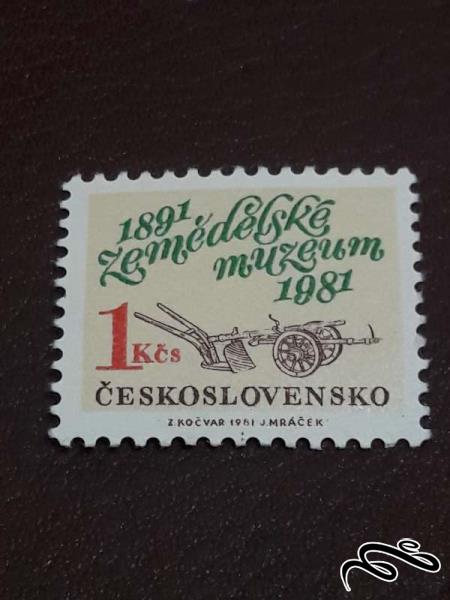 1891
Zemědělské
muzeum
1981
1 Kčs
ČESKOSLOVENSKO
Z. KOČVAR 1981 J. MRÁČEK